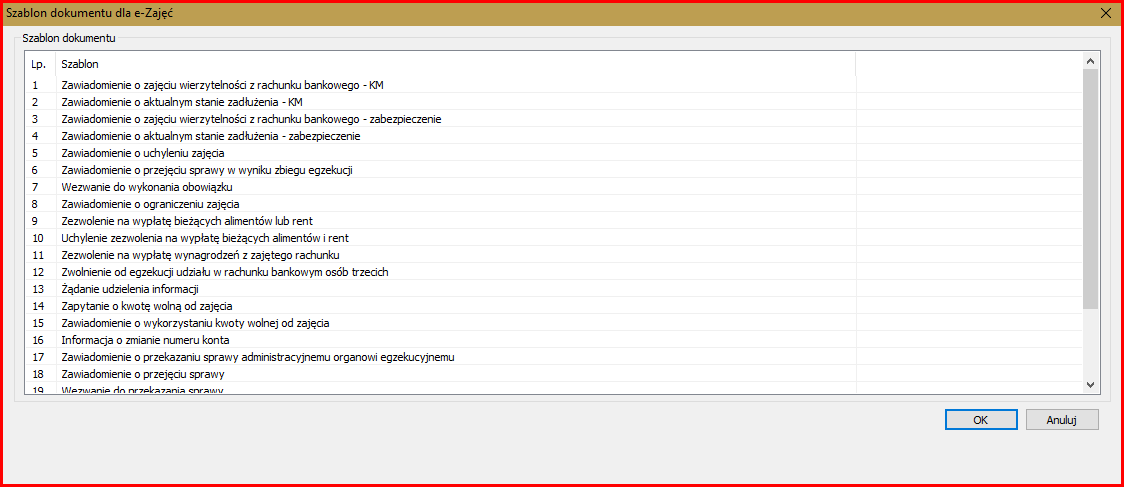 Szablon dokumentu dla e-Zajęć
Szablon dokumentu
Lp. Szablon
1 Zawiadomienie o zajęciu wierzytelności z rachunku bankowego - KM
2 Zawiadomienie o aktualnym stanie zadłużenia - KM
3 Zawiadomienie o zajęciu wierzytelności z rachunku bankowego - zabezpieczenie
4 Zawiadomienie o aktualnym stanie zadłużenia - zabezpieczenie
5 Zawiadomienie o uchyleniu zajęcia
6 Zawiadomienie o przejęciu sprawy w wyniku zbiegu egzekucji
7 Wezwanie do wykonania obowiązku
8 Zawiadomienie o ograniczeniu zajęcia
9 Zezwolenie na wypłatę bieżących alimentów lub rent
10 Uchylenie zezwolenia na wypłatę bieżących alimentów i rent
11 Zezwolenie na wypłatę wynagrodzeń z zajętego rachunku
12 Zwolnienie od egzekucji udziału w rachunku bankowym osób trzecich
13 Żądanie udzielenia informacji
14 Zapytanie o kwotę wolną od zajęcia
15 Zawiadomienie o wykorzystaniu kwoty wolnej od zajęcia
16 Informacja o zmianie numeru konta
17 Zawiadomienie o przekazaniu sprawy administracyjnemu organowi egzekucyjnemu
18 Zawiadomienie o przejęciu sprawy
19 Wezwanie do przekazania sprawy
OK Anuluj